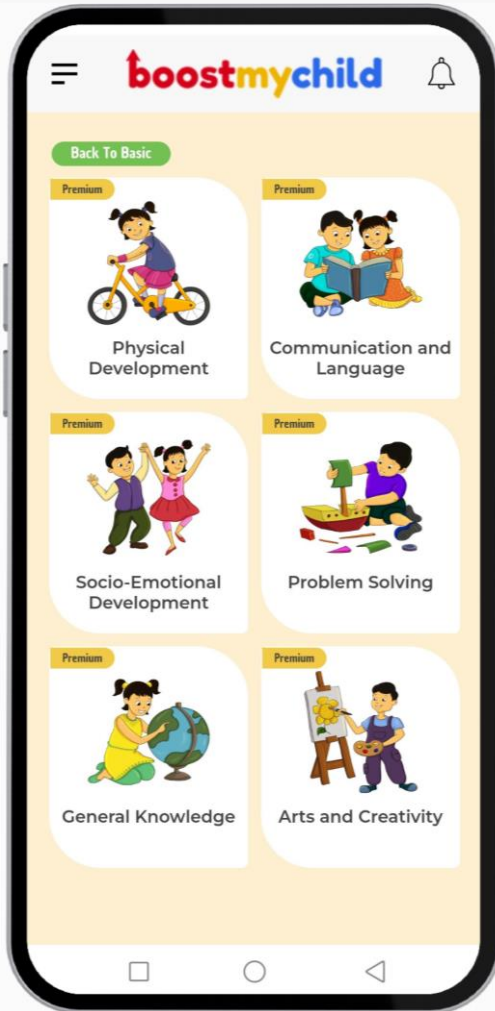 boostmychild
Back To Basic
Premium
Physical
Development
Premium
Communication and
Language
Premium
Socio-Emotional
Development
Premium
Problem Solving
Premium
General Knowledge
Premium
Arts and Creativity